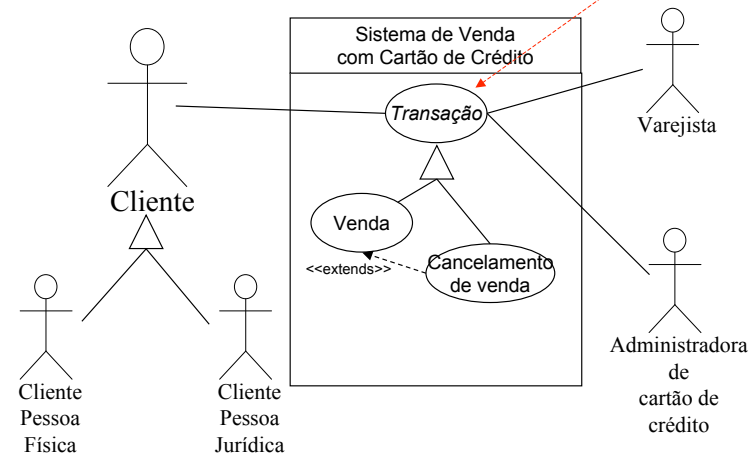 Sistema de Venda
com Cartão de Crédito
Transação
Varejista
Cliente
Venda
<<extends>>
Cancelamento
de venda
Administradora
de
cartão de
crédito
Cliente
Pessoa
Física
Cliente
Pessoa
Jurídica